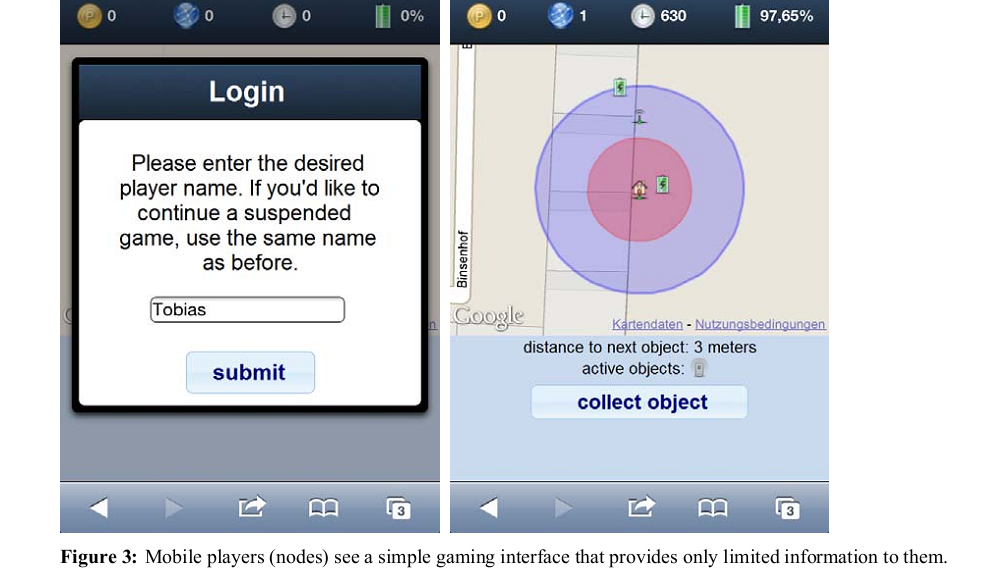 0 0 0 0%
Login
Please enter the desired
player name. If you'd like to
continue a suspended
game, use the same name
as before.
Tobias
submit
n
3
0 1 630 97,65%
Binsenhof
Google
Kartendaten - Nutzungsbedingungen
distance to next object: 3 meters
active objects:
collect object
3
Figure 3: Mobile players (nodes) see a simple gaming interface that provides only limited information to them.